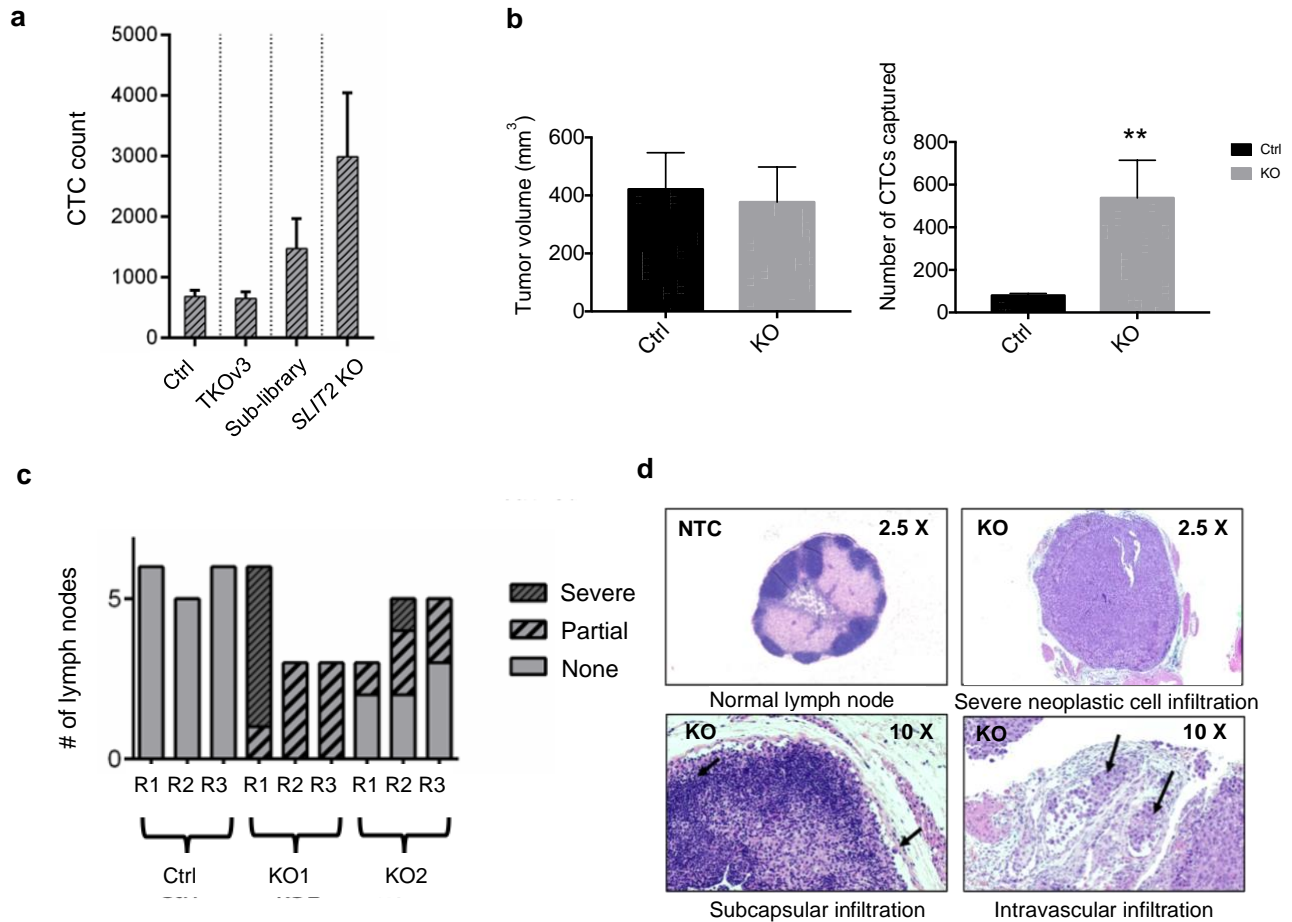 a
5000
4000
3000
2000
1000
0
CTC count
Ctrl
TKOv3
Sub-library
SLIT2 KO
b
600
400
200
0
Tumor volume (mm³)
Ctrl
KO
800
600
400
200
0
Number of CTCs captured
**
Ctrl
KO
Ctrl
KO
c
5
0
# of lymph nodes
Severe
Partial
None
R1 R2 R3 R1 R2 R3 R1 R2 R3
Ctrl KO1 KO2
d
NTC 2.5 X
Normal lymph node
KO 2.5 X
Severe neoplastic cell infiltration
KO 10 X
Subcapsular infiltration
KO 10 X
Intravascular infiltration